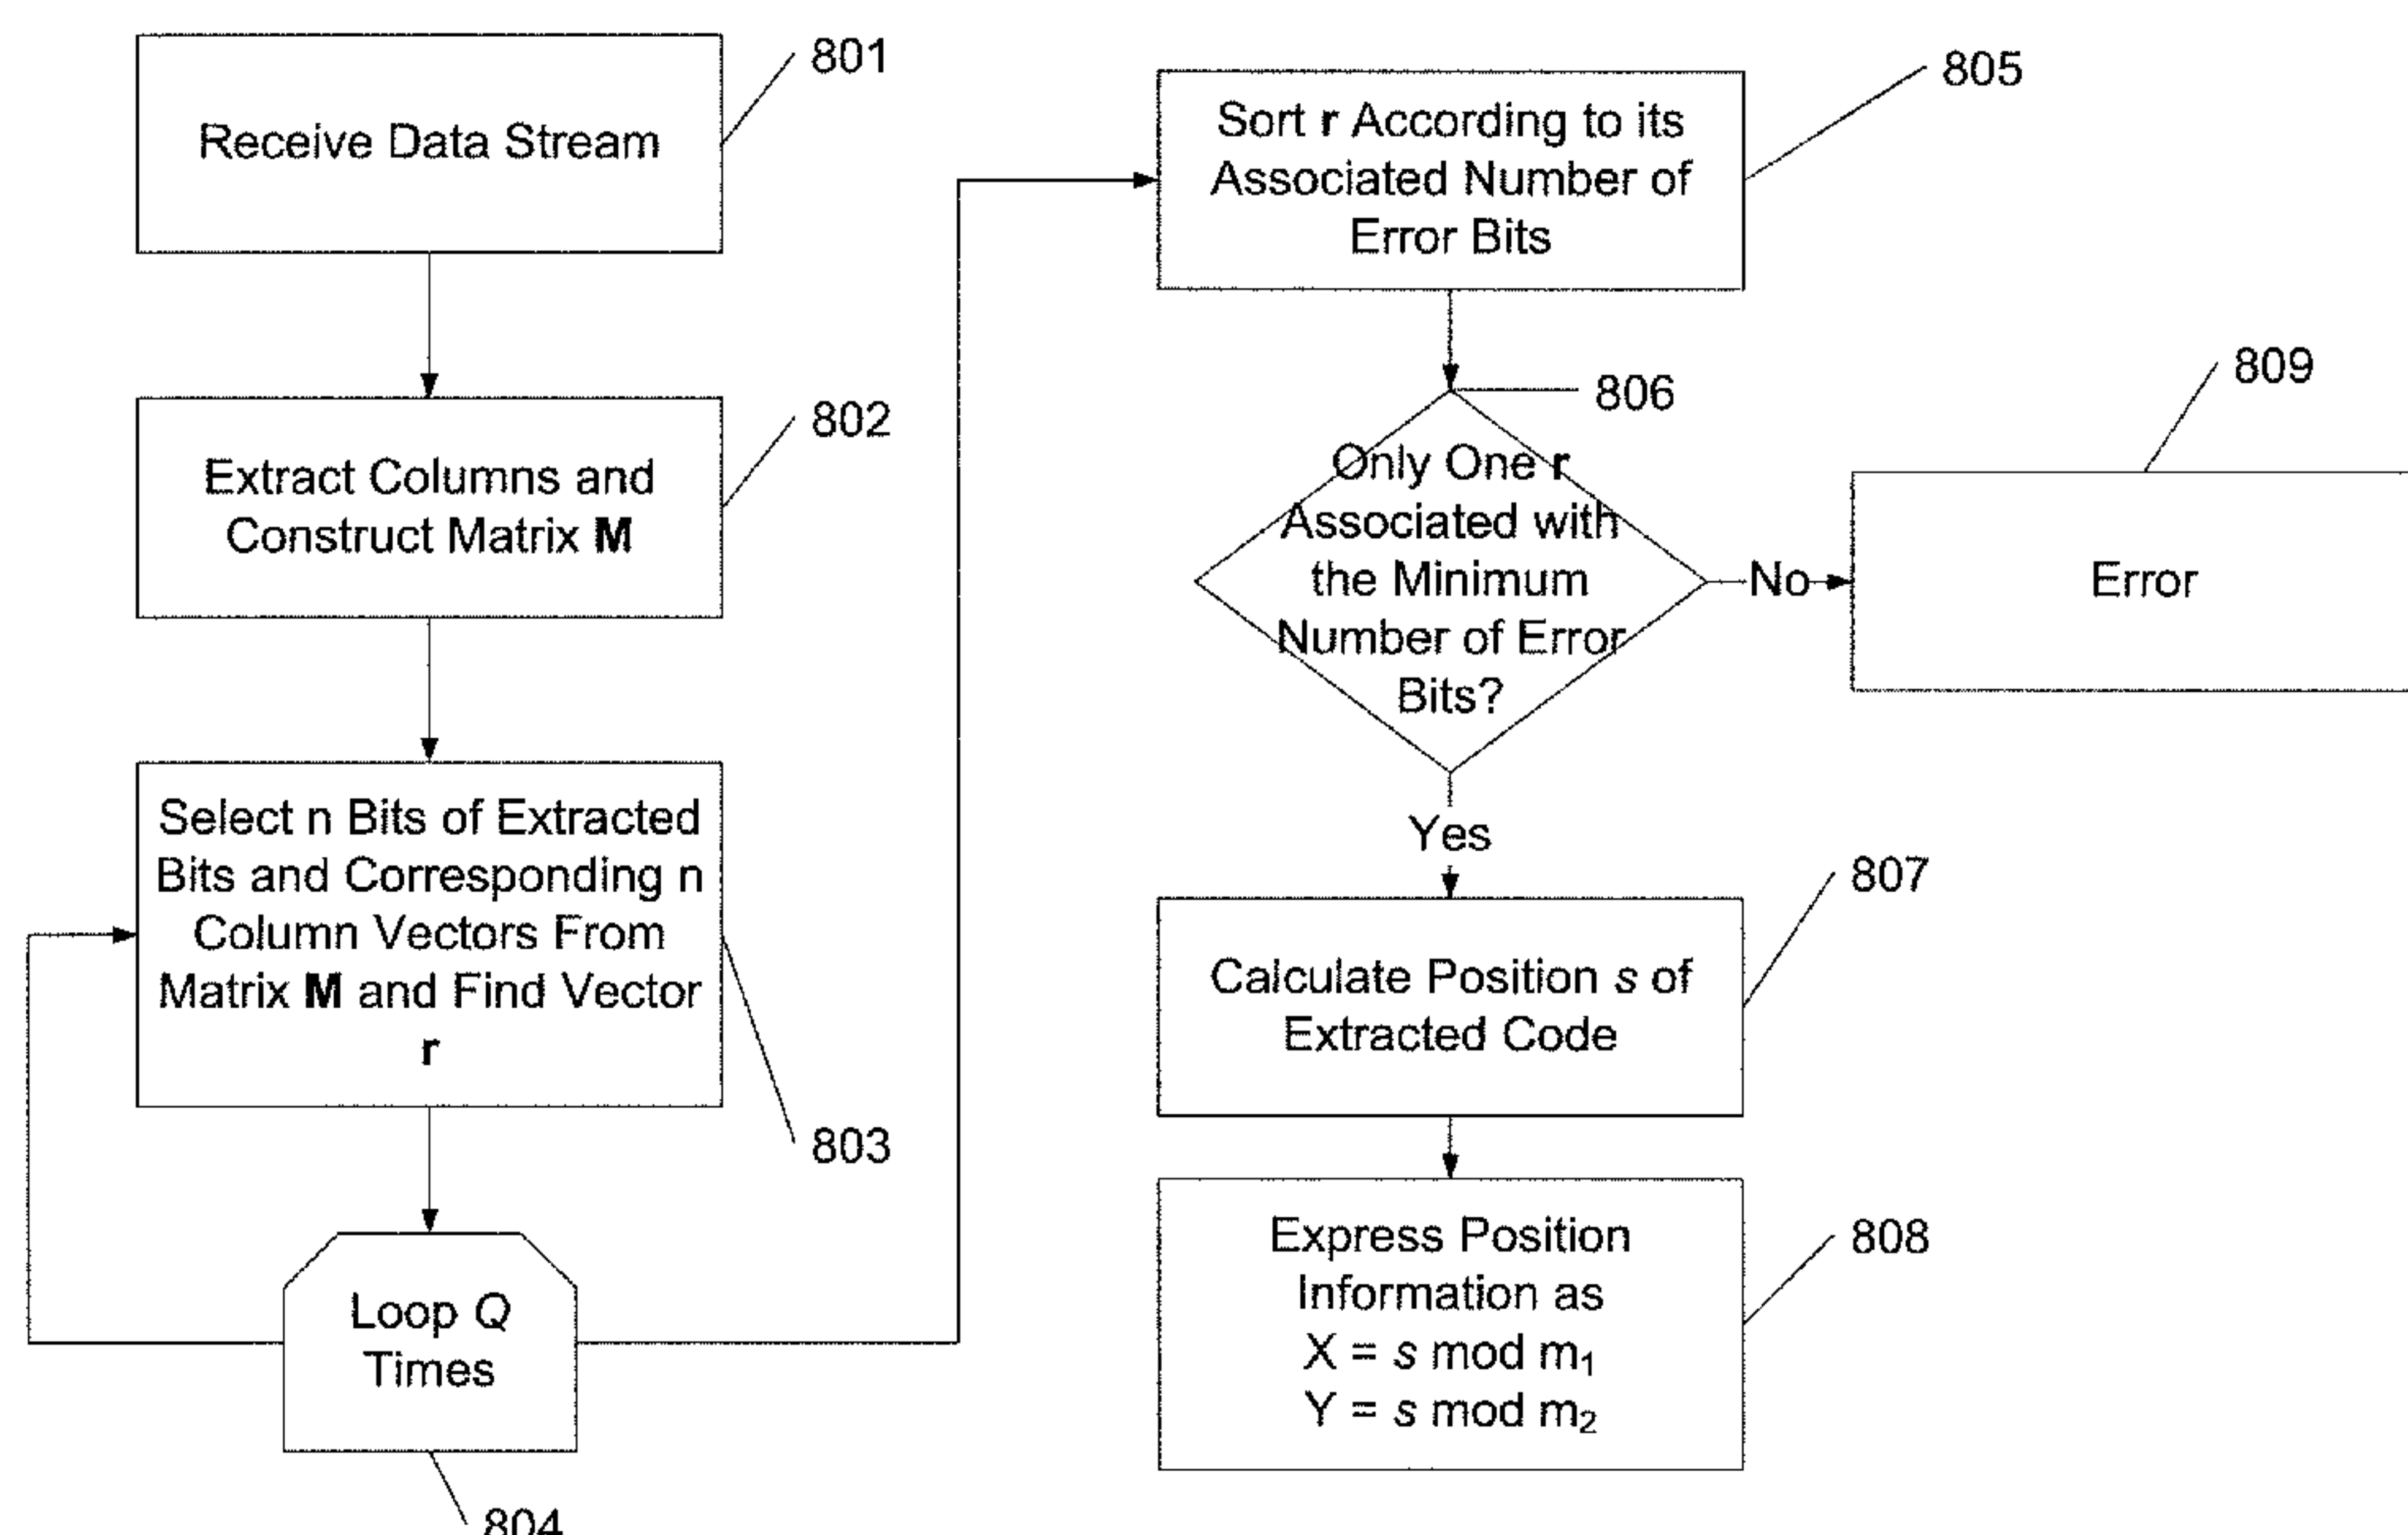 801
Receive Data Stream
802
Extract Columns and
Construct Matrix M
Select n Bits of Extracted
Bits and Corresponding n
Column Vectors From
Matrix M and Find Vector
r
803
Loop Q
Times
804
805
Sort r According to its
Associated Number of
Error Bits
806
Only One r
Associated with
the Minimum
Number of Error
Bits?
No
809
Error
Yes
807
Calculate Position s of
Extracted Code
808
Express Position
Information as
X = s mod m₁
Y = s mod m₂